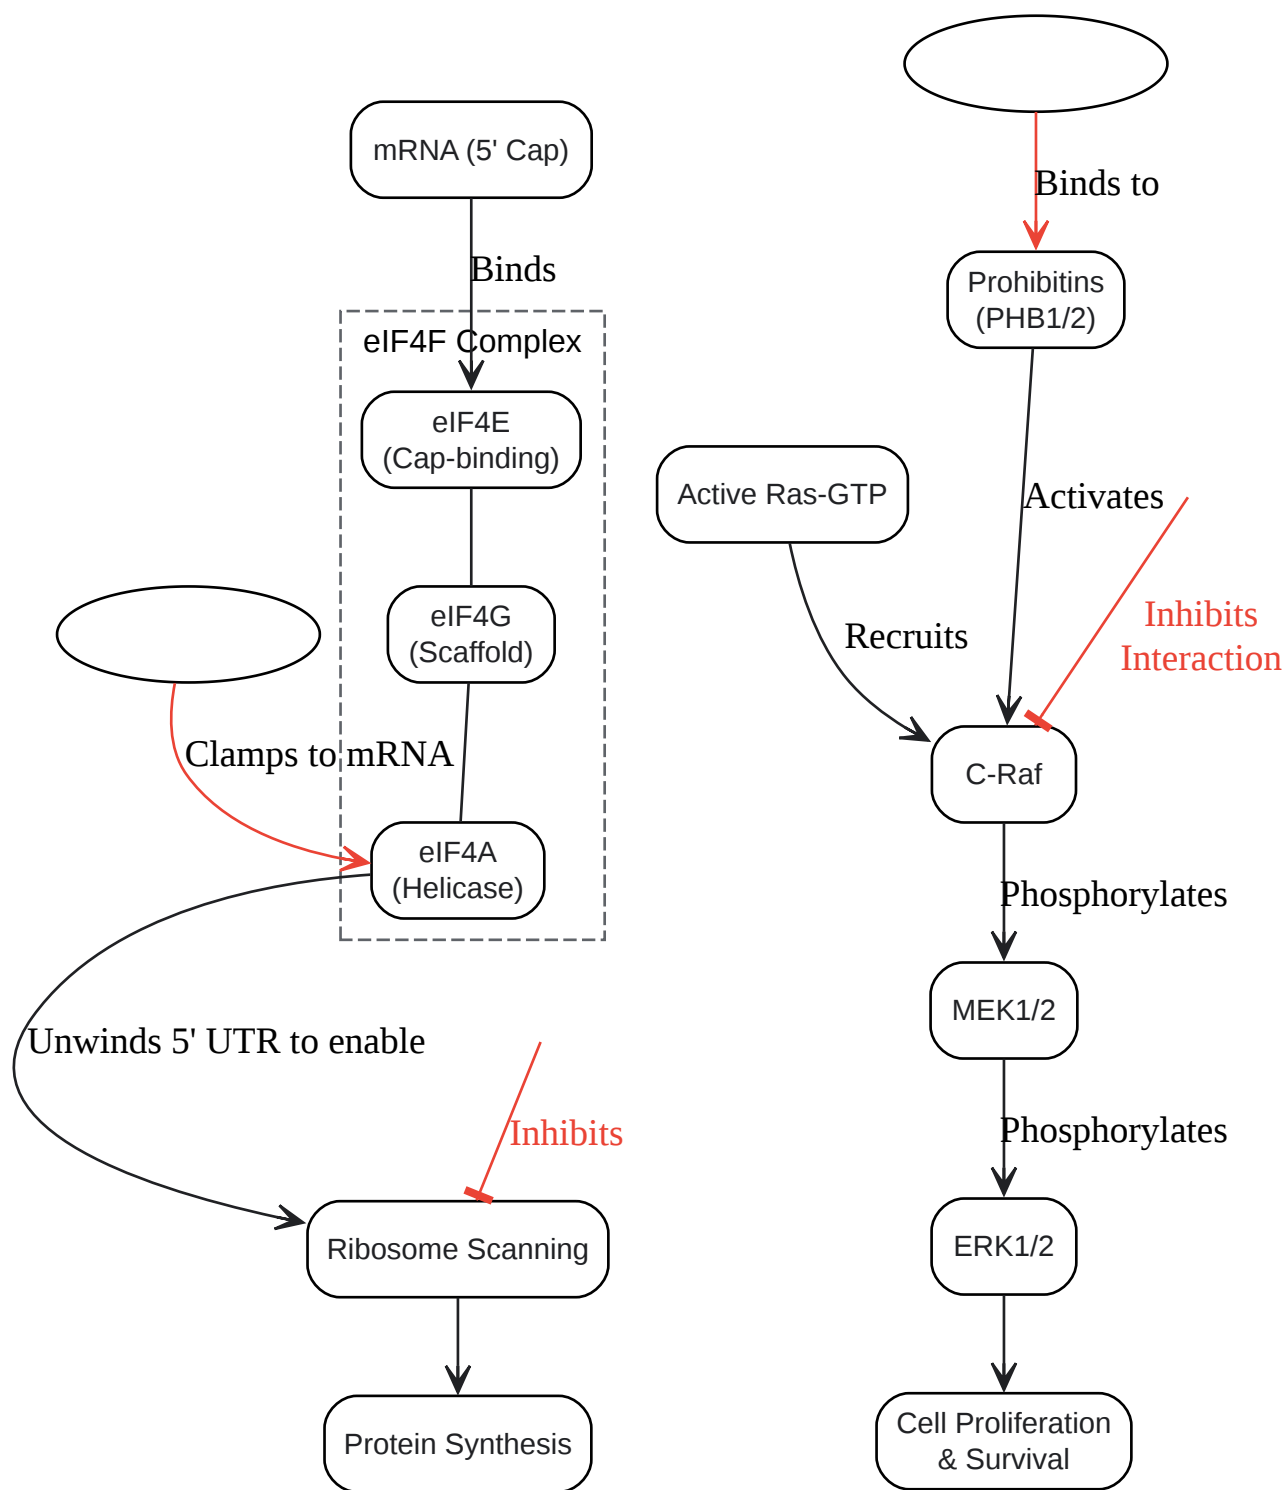 mRNA (5' Cap)
Binds
eIF4F Complex
eIF4E
(Cap-binding)
eIF4G
(Scaffold)
Clamps to mRNA
eIF4A
(Helicase)
Unwinds 5' UTR to enable
Inhibits
Ribosome Scanning
Protein Synthesis
Binds to
Prohibitins
(PHB1/2)
Active Ras-GTP
Activates
Recruits
Inhibits
Interaction
C-Raf
Phosphorylates
MEK1/2
Phosphorylates
ERK1/2
Cell Proliferation
& Survival